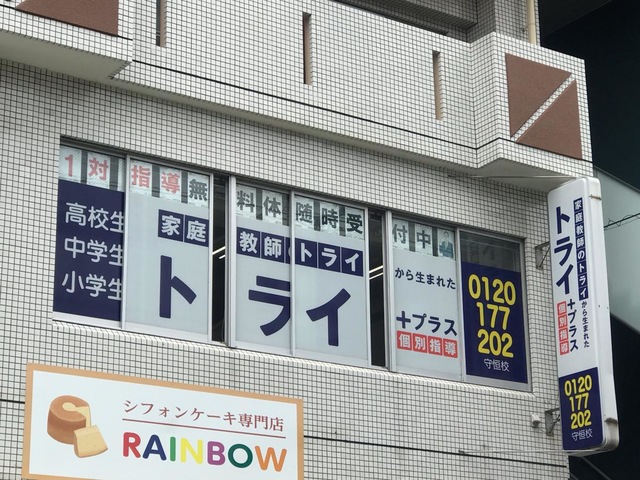 1対 指導無料体 随時受付中
高校生
中学生
小学生
家庭教師のトライ
トライ
から生まれた
+プラス
個別指導
0120
177
202
守恒校
家庭教師のトライから生まれた
トライ+プラス
個別指導
0120
177
202
守恒校
シフォンケーキ専門店
RAINBOW